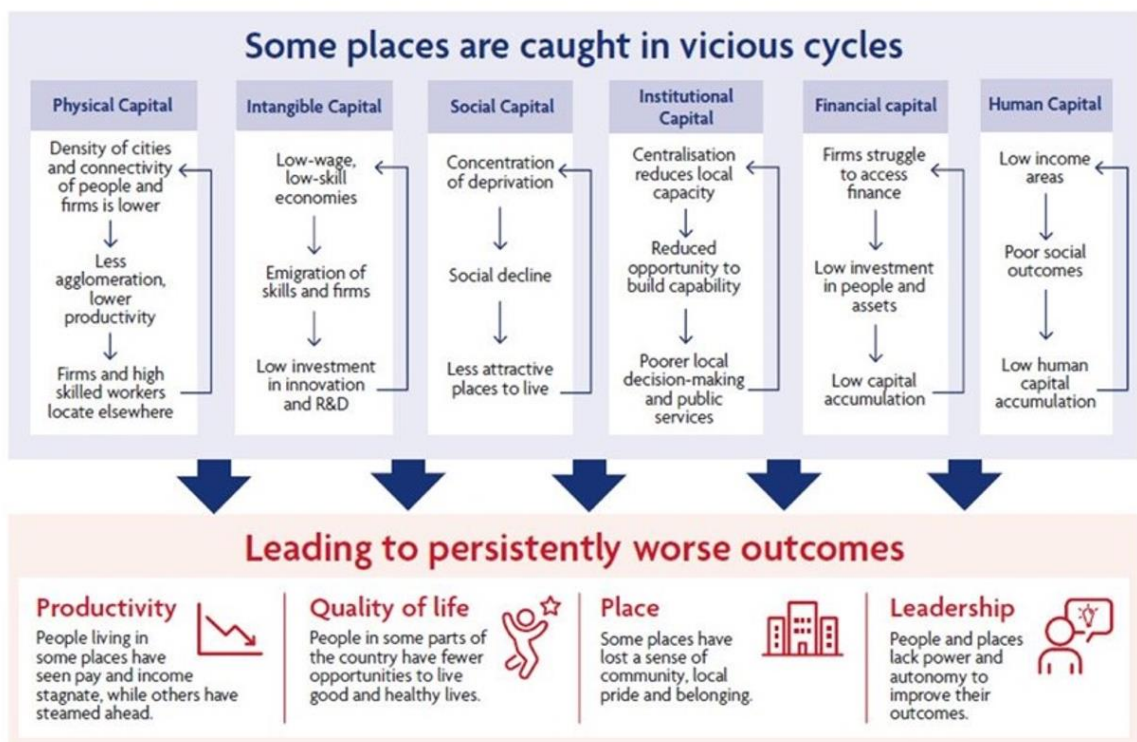 Some places are caught in vicious cycles
Physical Capital
Density of cities
and connectivity
of people and
firms is lower
Less
agglomeration,
lower
productivity
Firms and high
skilled workers
locate elsewhere
Intangible Capital
Low-wage,
low-skill
economies
Emigration of
skills and firms
Low investment
in innovation
and R&D
Social Capital
Concentration
of deprivation
Social decline
Less attractive
places to live
Institutional
Capital
Centralisation
reduces local
capacity
Reduced
opportunity to
build capability
Poorer local
decision-making
and public
services
Financial capital
Firms struggle
to access
finance
Low investment
in people and
assets
Low capital
accumulation
Human Capital
Low income
areas
Poor social
outcomes
Low human
capital
accumulation
Leading to persistently worse outcomes
Productivity
People living in
some places have
seen pay and income
stagnate, while others have
steamed ahead.
Quality of life
People in some parts of
the country have fewer
opportunities to live
good and healthy lives.
Place
Some places have
lost a sense of
community, local
pride and belonging.
Leadership
People and places
lack power and
autonomy to
improve their
outcomes.